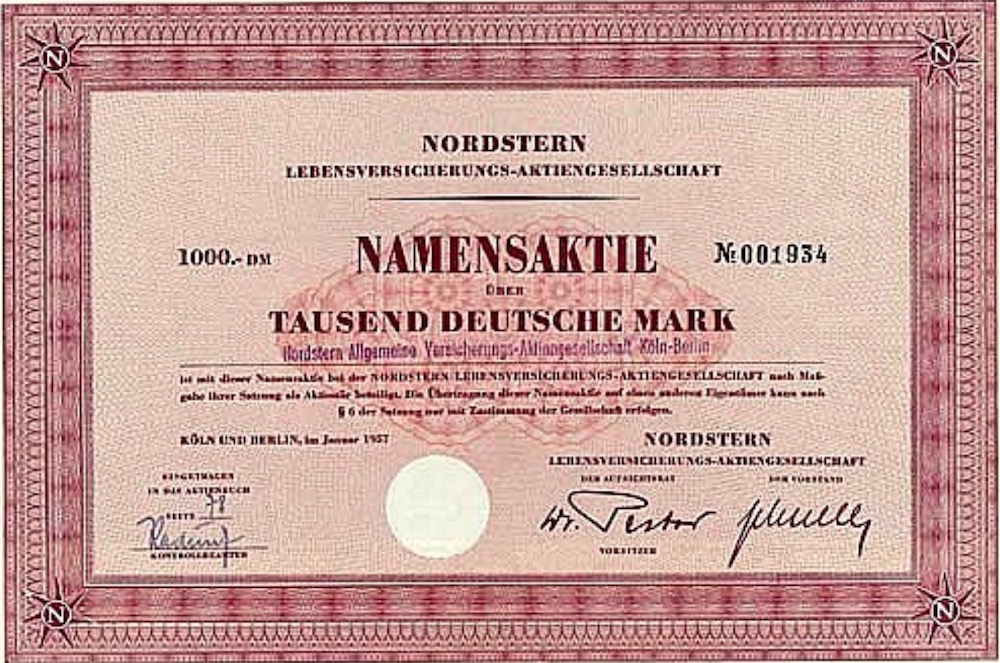 NORDSTERN
LEBENSVERSICHERUNGS-AKTIENGESELLSCHAFT
1000.- DM NAMENSAKTIE № 001934
ÜBER
TAUSEND DEUTSCHE MARK
Nordstern Allgemeine Versicherungs-Aktiengesellschaft Köln-Berlin
ist mit dieser Namensaktie bei der NORDSTERN LEBENSVERSICHERUNGS-AKTIENGESELLSCHAFT nach Maß-
gabe ihrer Satzung als Aktionär beteiligt. Die Übertragung dieser Namensaktie auf einen anderen Eigentümer kann nach
§ 6 der Satzung nur mit Zustimmung der Gesellschaft erfolgen.
KÖLN UND BERLIN, im Januar 1957
NORDSTERN
LEBENSVERSICHERUNGS-AKTIENGESELLSCHAFT
DER AUFSICHTSRAT DER VORSTAND
EINGETRAGEN
IN DAS AKTIENBUCH
SEITE 78
KONTROLLBEAMTER
VORSITZER
N
N
N
N